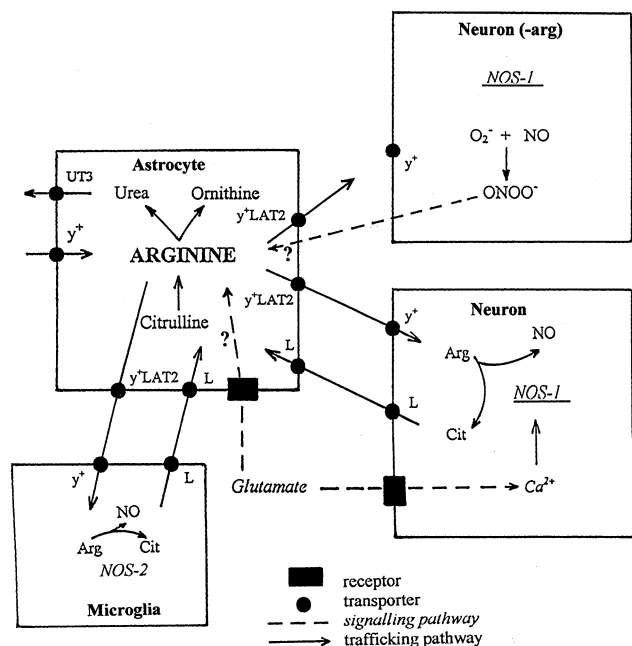 Neuron (-arg)
NOS-1
O₂⁻ + NO
y⁺
ONOO⁻
Astrocyte
UT3
Urea
Ornithine
y⁺LAT2
y⁺
ARGININE
?
y⁺LAT2
Citrulline
?
y⁺LAT2
L
L
Neuron
y⁺
NO
Arg
NOS-1
L
Cit
Glutamate
Ca²⁺
y⁺
L
NO
Arg
Cit
NOS-2
Microglia
receptor
transporter
signalling pathway
trafficking pathway